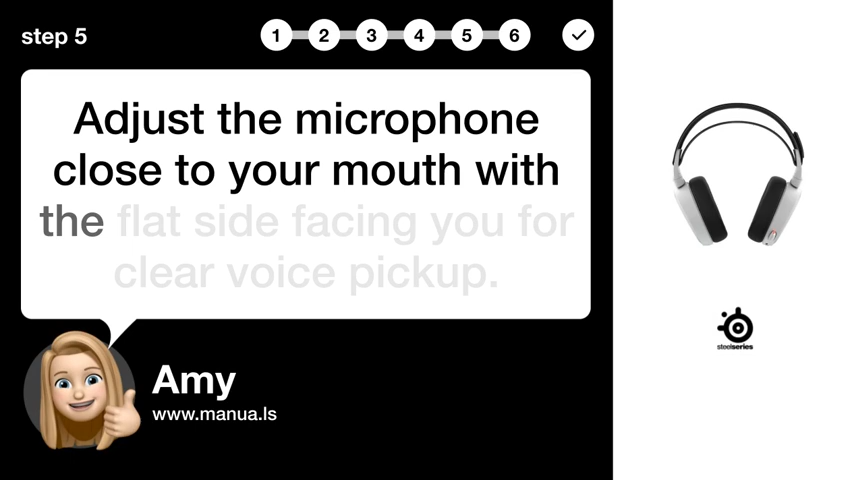 step 5
1 2 3 4 5 6
Adjust the microphone
close to your mouth with
the flat side facing you for
clear voice pickup.
Amy
www.manua.ls
steelseries